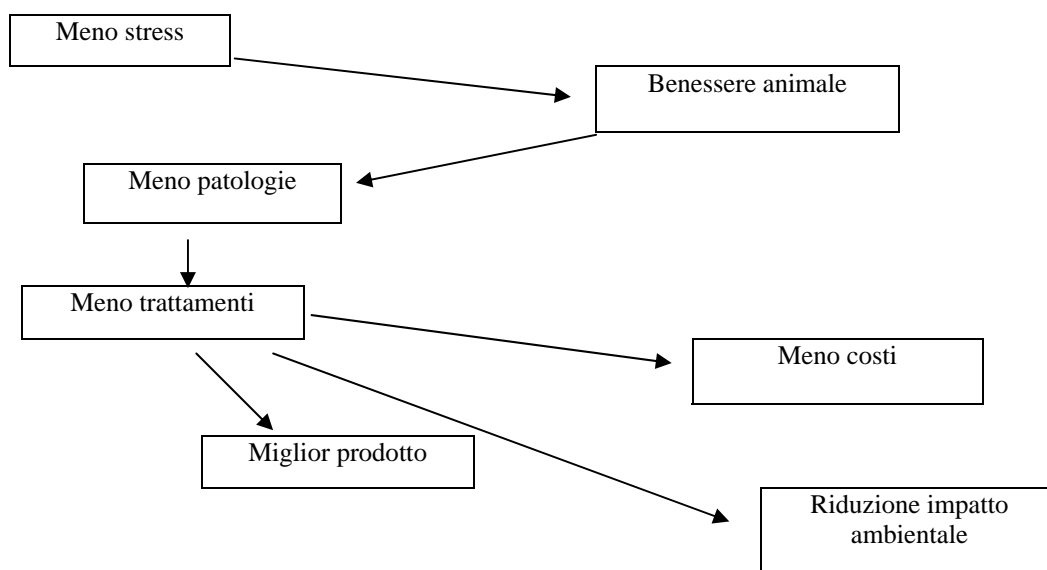 Meno stress
Benessere animale
Meno patologie
Meno trattamenti
Meno costi
Miglior prodotto
Riduzione impatto
ambientale